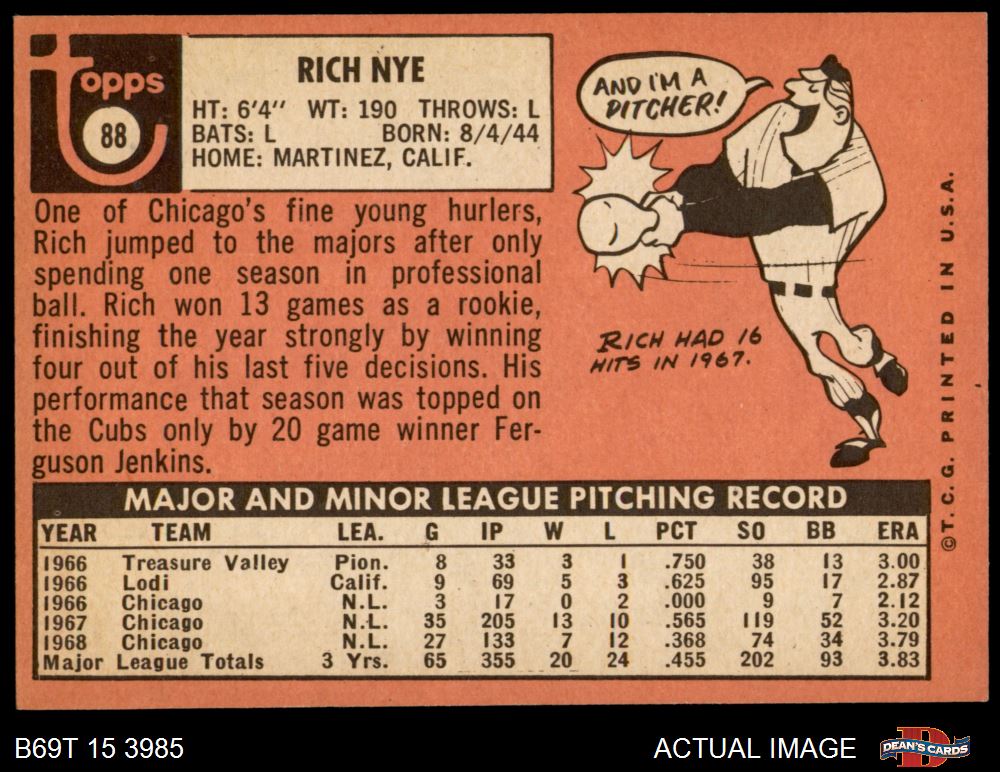 topps
88
RICH NYE
HT: 6'4" WT: 190 THROWS: L
BATS: L BORN: 8/4/44
HOME: MARTINEZ, CALIF.
One of Chicago's fine young hurlers,
Rich jumped to the majors after only
spending one season in professional
ball. Rich won 13 games as a rookie,
finishing the year strongly by winning
four out of his last five decisions. His
performance that season was topped on
the Cubs only by 20 game winner Fer-
guson Jenkins.
AND I'M A
PITCHER!
RICH HAD 16
HITS IN 1967.
©T.C.G. PRINTED IN U.S.A.
MAJOR AND MINOR LEAGUE PITCHING RECORD
YEAR TEAM LEA. G IP W L PCT SO BB ERA
1966 Treasure Valley Pion. 8 33 3 1 .750 38 13 3.00
1966 Lodi Calif. 9 69 5 3 .625 95 17 2.87
1966 Chicago N.L. 3 17 0 2 .000 9 7 2.12
1967 Chicago N.L. 35 205 13 10 .565 119 52 3.20
1968 Chicago N.L. 27 133 7 12 .368 74 34 3.79
Major League Totals 3 Yrs. 65 355 20 24 .455 202 93 3.83
B69T 15 3985
ACTUAL IMAGE
D
DEAN'S CARDS